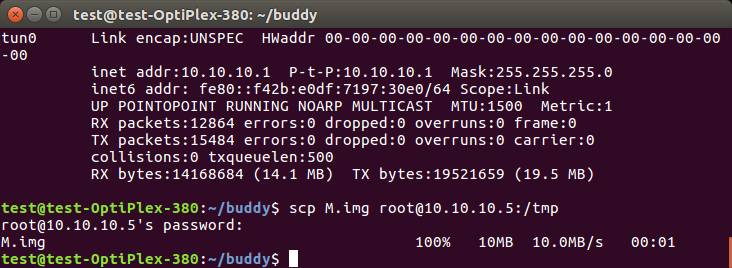 test@test-OptiPlex-380: ~/buddy
tun0      Link encap:UNSPEC  HWaddr 00-00-00-00-00-00-00-00-00-00-00-00-00-00-00
-00
          inet addr:10.10.10.1  P-t-P:10.10.10.1  Mask:255.255.255.0
          inet6 addr: fe80::f42b:e0df:7197:30e0/64 Scope:Link
          UP POINTOPOINT RUNNING NOARP MULTICAST  MTU:1500  Metric:1
          RX packets:12864 errors:0 dropped:0 overruns:0 frame:0
          TX packets:15484 errors:0 dropped:0 overruns:0 carrier:0
          collisions:0 txqueuelen:500
          RX bytes:14168684 (14.1 MB)  TX bytes:19521659 (19.5 MB)
test@test-OptiPlex-380:~/buddy$ scp M.img root@10.10.10.5:/tmp
root@10.10.10.5's password:
M.img                                         100%   10MB  10.0MB/s   00:01
test@test-OptiPlex-380:~/buddy$